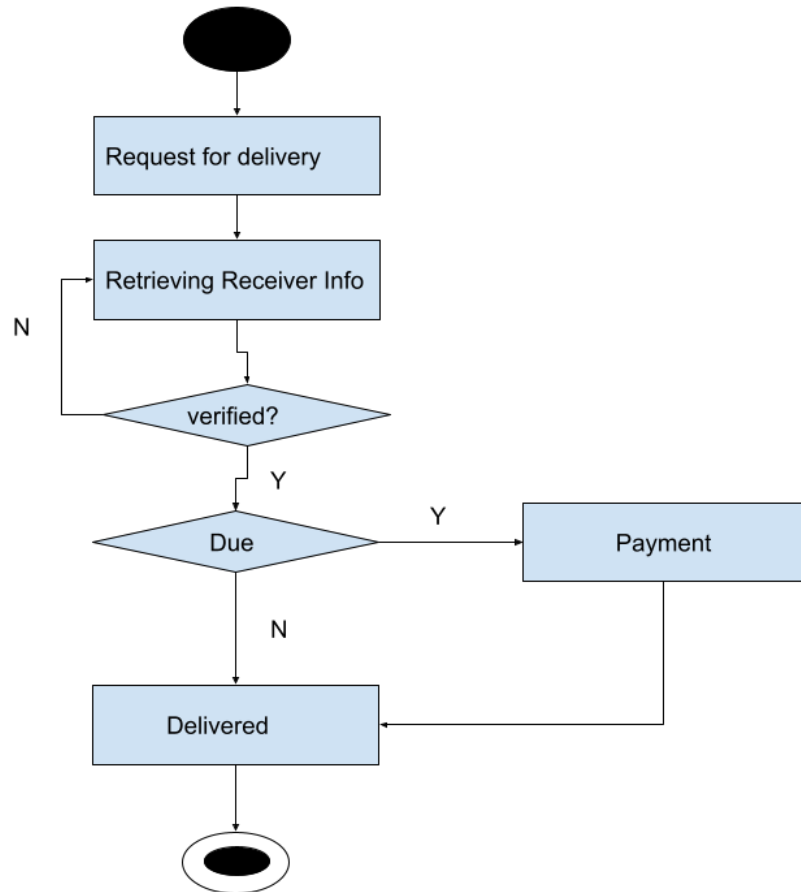 Request for delivery
Retrieving Receiver Info
N
verified?
Y
Due
Y
Payment
N
Delivered